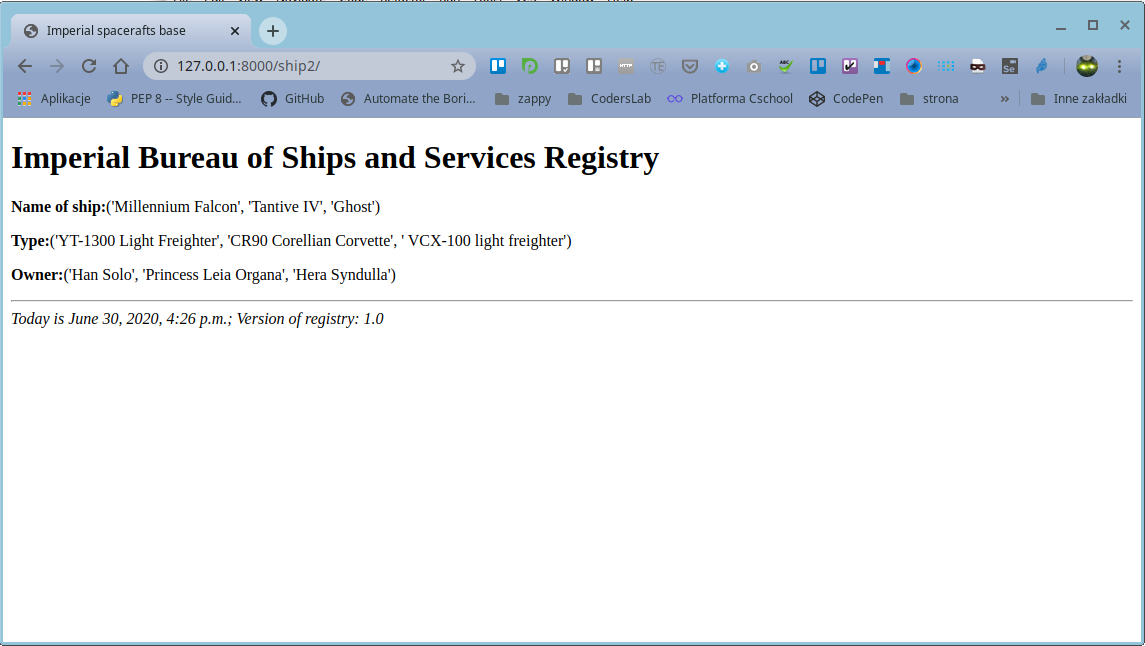 Imperial spacerafts base
127.0.0.1:8000/ship2/
Aplikacje PEP 8 -- Style Guid... GitHub Automate the Bori... zappy CodersLab Platforma Cschool CodePen strona » Inne zakładki
Imperial Bureau of Ships and Services Registry
Name of ship:('Millennium Falcon', 'Tantive IV', 'Ghost')
Type:('YT-1300 Light Freighter', 'CR90 Corellian Corvette', ' VCX-100 light freighter')
Owner:('Han Solo', 'Princess Leia Organa', 'Hera Syndulla')
Today is June 30, 2020, 4:26 p.m.; Version of registry: 1.0